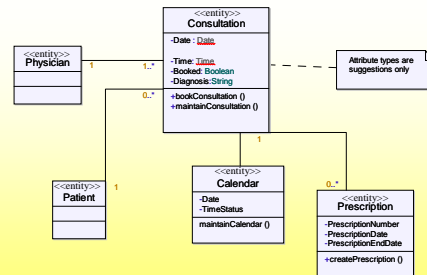 <<entity>>
Consultation
-Date : Date
-Time: Time
-Booked: Boolean
-Diagnosis:String
+bookConsultation ()
+maintainConsultation ()
<<entity>>
Physician
1
1..*
Attribute types are
suggestions only
0..*
1
<<entity>>
Patient
1
<<entity>>
Calendar
-Date
-TimeStatus
maintainCalendar ()
0..*
<<entity>>
Prescription
-PrescriptionNumber
-PrescriptionDate
-PrescriptionEndDate
+createPrescription ()